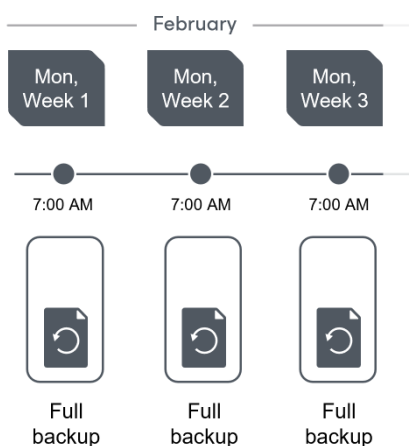 February
Mon,
Week 1
Mon,
Week 2
Mon,
Week 3
7:00 AM
7:00 AM
7:00 AM
Full
backup
Full
backup
Full
backup